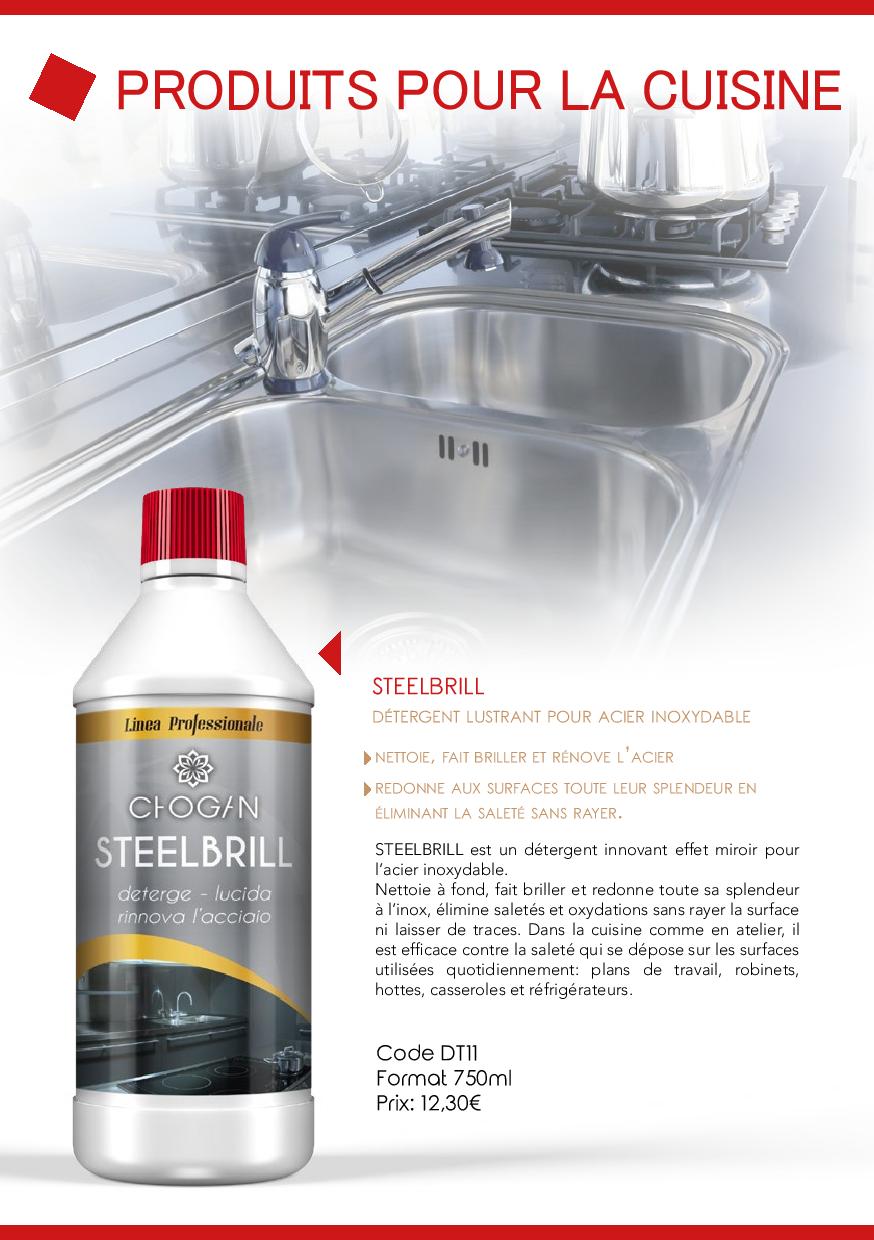 PRODUITS POUR LA CUISINE
Linea Professionale
CHOGAN
STEELBRILL
deterge - lucida
rinnova l'acciaio
STEELBRILL
DÉTERGENT LUSTRANT POUR ACIER INOXYDABLE
NETTOIE, FAIT BRILLER ET RÉNOVE L'ACIER
REDONNE AUX SURFACES TOUTE LEUR SPLENDEUR EN
ÉLIMINANT LA SALETÉ SANS RAYER.
STEELBRILL est un détergent innovant effet miroir pour
l'acier inoxydable.
Nettoie à fond, fait briller et redonne toute sa splendeur
à l'inox, élimine saletés et oxydations sans rayer la surface
ni laisser de traces. Dans la cuisine comme en atelier, il
est efficace contre la saleté qui se dépose sur les surfaces
utilisées quotidiennement: plans de travail, robinets,
hottes, casseroles et réfrigérateurs.
Code DT11
Format 750ml
Prix: 12,30€